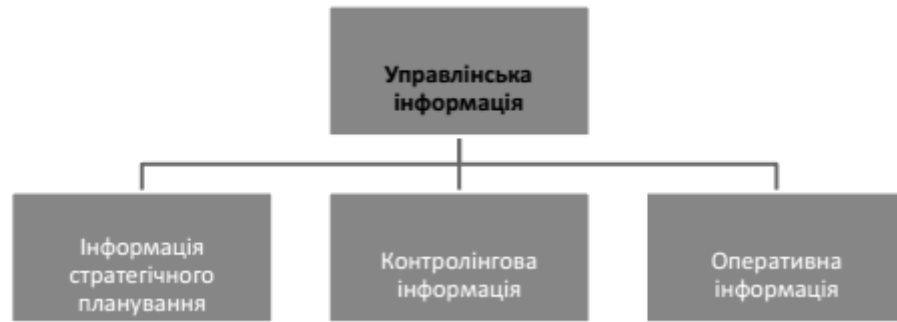 Управлінська
інформація
Інформація
стратегічного
планування
Контролінгова
інформація
Оперативна
інформація